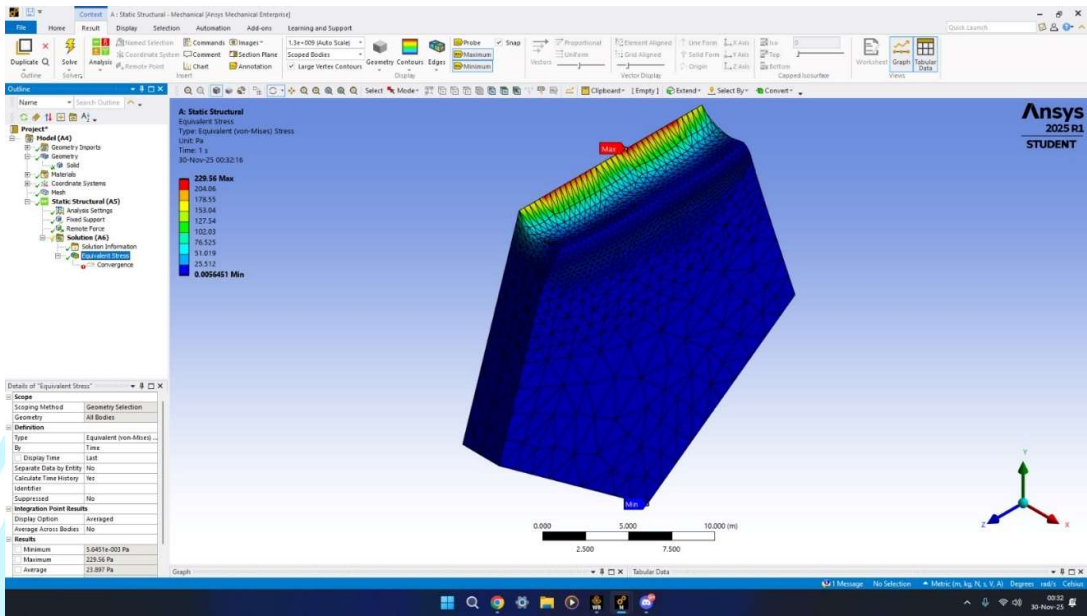 Context A : Static Structural - Mechanical [Ansys Mechanical Enterprise]
File Home Result Display Selection Automation Add-ons Learning and Support Quick Launch
Duplicate Q Solve Analysis Named Selection Commands Images 1.5e+009 (Auto Scale) Probe Snap Proportional Element Aligned Line Form X Axis Iso 0
Coordinate System Comment Section Plane Scoped Bodies Geometry Contours Edges Maximum Vectors Uniform Grid Aligned Solid Form Y Axis Top Worksheet Graph Tabular Data
Remote Point Chart Annotation Large Vertex Contours Minimum Origin Z Axis Bottom
Outline Solver Insert Display Vector Display Capped Isosurface Views
Outline
Name Search Outline
Select Mode Clipboard [Empty] Extend Select By Convert
Project*
Model (A4)
Geometry Imports
Geometry
Solid
Materials
Coordinate Systems
Mesh
Static Structural (A5)
Analysis Settings
Fixed Support
Remote Force
Solution (A6)
Solution Information
Equivalent Stress
Convergence
A: Static Structural
Equivalent Stress
Type: Equivalent (von-Mises) Stress
Unit: Pa
Time: 1 s
30-Nov-25 00:32:16
229.56 Max
204.06
178.55
153.04
127.54
102.03
76.525
51.019
25.512
0.0056451 Min
Max
Min
Ansys
2025 R1
STUDENT
0.000 5.000 10.000 (m)
2.500 7.500
Y
Z X
Details of "Equivalent Stress"
Scope
Scoping Method Geometry Selection
Geometry All Bodies
Definition
Type Equivalent (von-Mises) ...
By Time
Display Time Last
Separate Data by Entity No
Calculate Time History Yes
Identifier
Suppressed No
Integration Point Results
Display Option Averaged
Average Across Bodies No
Results
Minimum 5.6451e-003 Pa
Maximum 229.56 Pa
Average 23.897 Pa
Graph Tabular Data
1 Message No Selection Metric (m, kg, N, s, V, A) Degrees rad/s Celsius
00:32
30-Nov-25